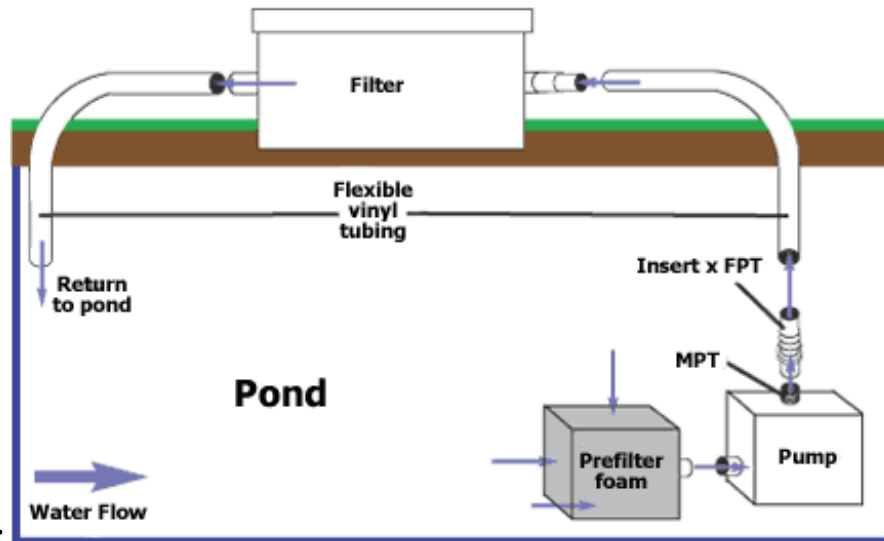 Filter
Flexible
vinyl
tubing
Return
to pond
Insert x FPT
MPT
Pond
Prefilter
foam
Pump
Water Flow
.